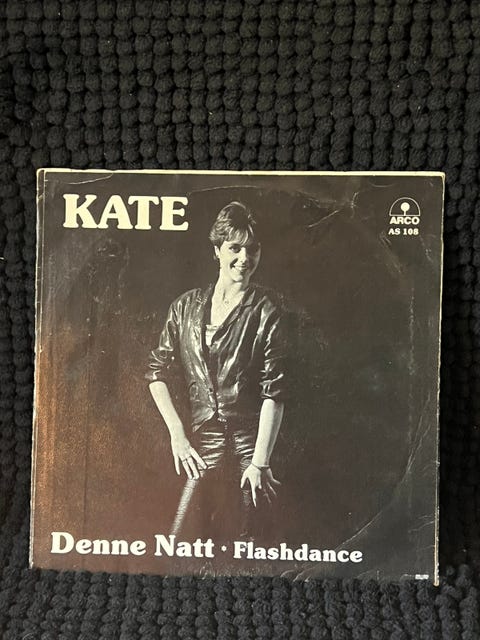 KATE
ARCO
AS 108
Denne Natt · Flashdance